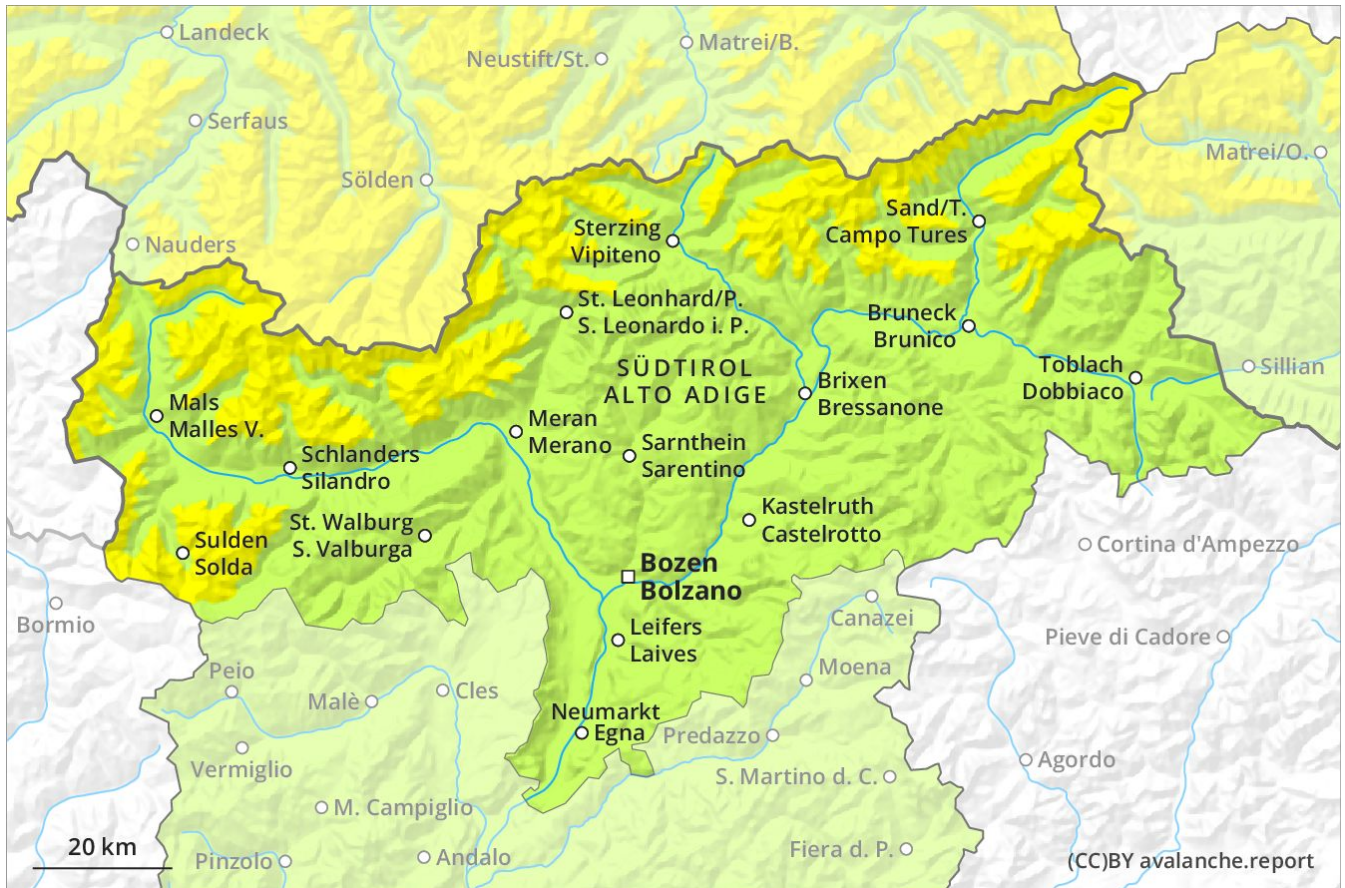 Landeck
Matrei/B.
Neustift/St.
Serfaus
Matrei/O.
Sölden
Nauders
Sand/T.
Campo Tures
Sterzing
Vipiteno
St. Leonhard/P.
S. Leonardo i. P.
Bruneck
Brunico
SÜDTIROL
ALTO ADIGE
Toblach
Dobbiaco
Sillian
Brixen
Bressanone
Mals
Malles V.
Meran
Merano
Sarnthein
Sarentino
Schlanders
Silandro
Kastelruth
Castelrotto
St. Walburg
S. Valburga
Sulden
Solda
Cortina d'Ampezzo
Bozen
Bolzano
Bormio
Canazei
Leifers
Laives
Pieve di Cadore
Peio
Moena
Malè
Cles
Neumarkt
Egna
Predazzo
Vermiglio
Agordo
S. Martino d. C.
M. Campiglio
20 km
Pinzolo
Andalo
Fiera d. P.
(CC)BY avalanche.report